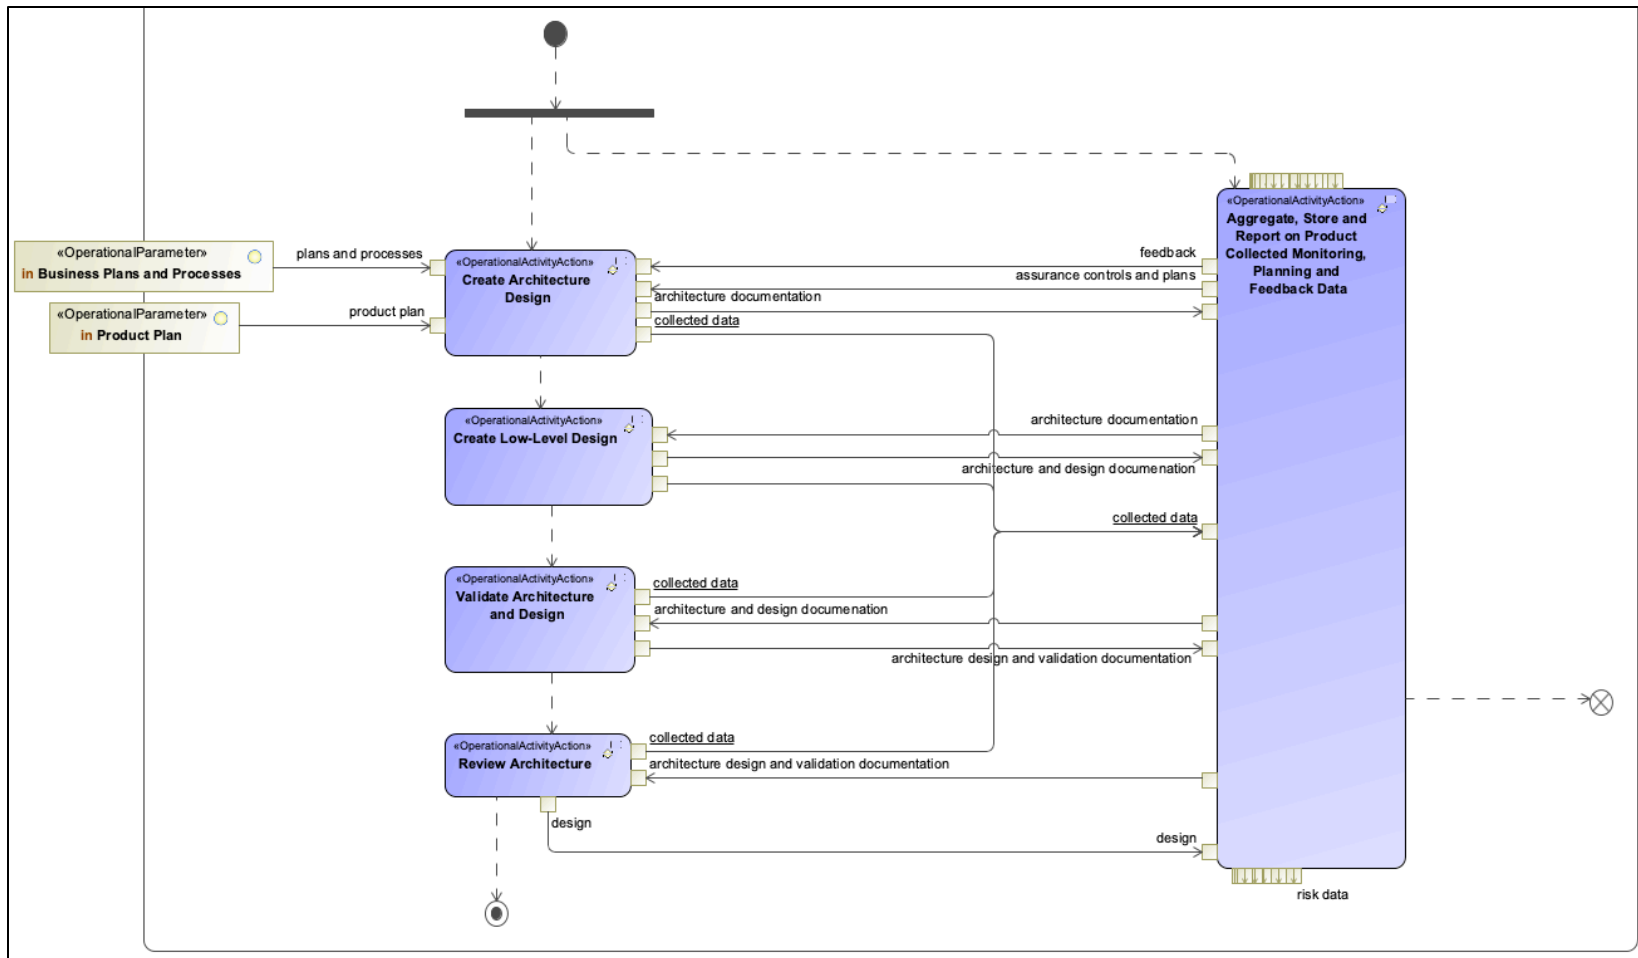 «OperationalActivityAction»
Aggregate, Store and
Report on Product
Collected Monitoring,
Planning and
Feedback Data
«OperationalParameter»
in Business Plans and Processes
plans and processes
«OperationalParameter»
in Product Plan
product plan
«OperationalActivityAction»
Create Architecture
Design
feedback
assurance controls and plans
architecture documentation
collected data
«OperationalActivityAction»
Create Low-Level Design
architecture documentation
architecture and design documenation
collected data
«OperationalActivityAction»
Validate Architecture
and Design
collected data
architecture and design documenation
architecture design and validation documentation
«OperationalActivityAction»
Review Architecture
collected data
architecture design and validation documentation
design
design
risk data